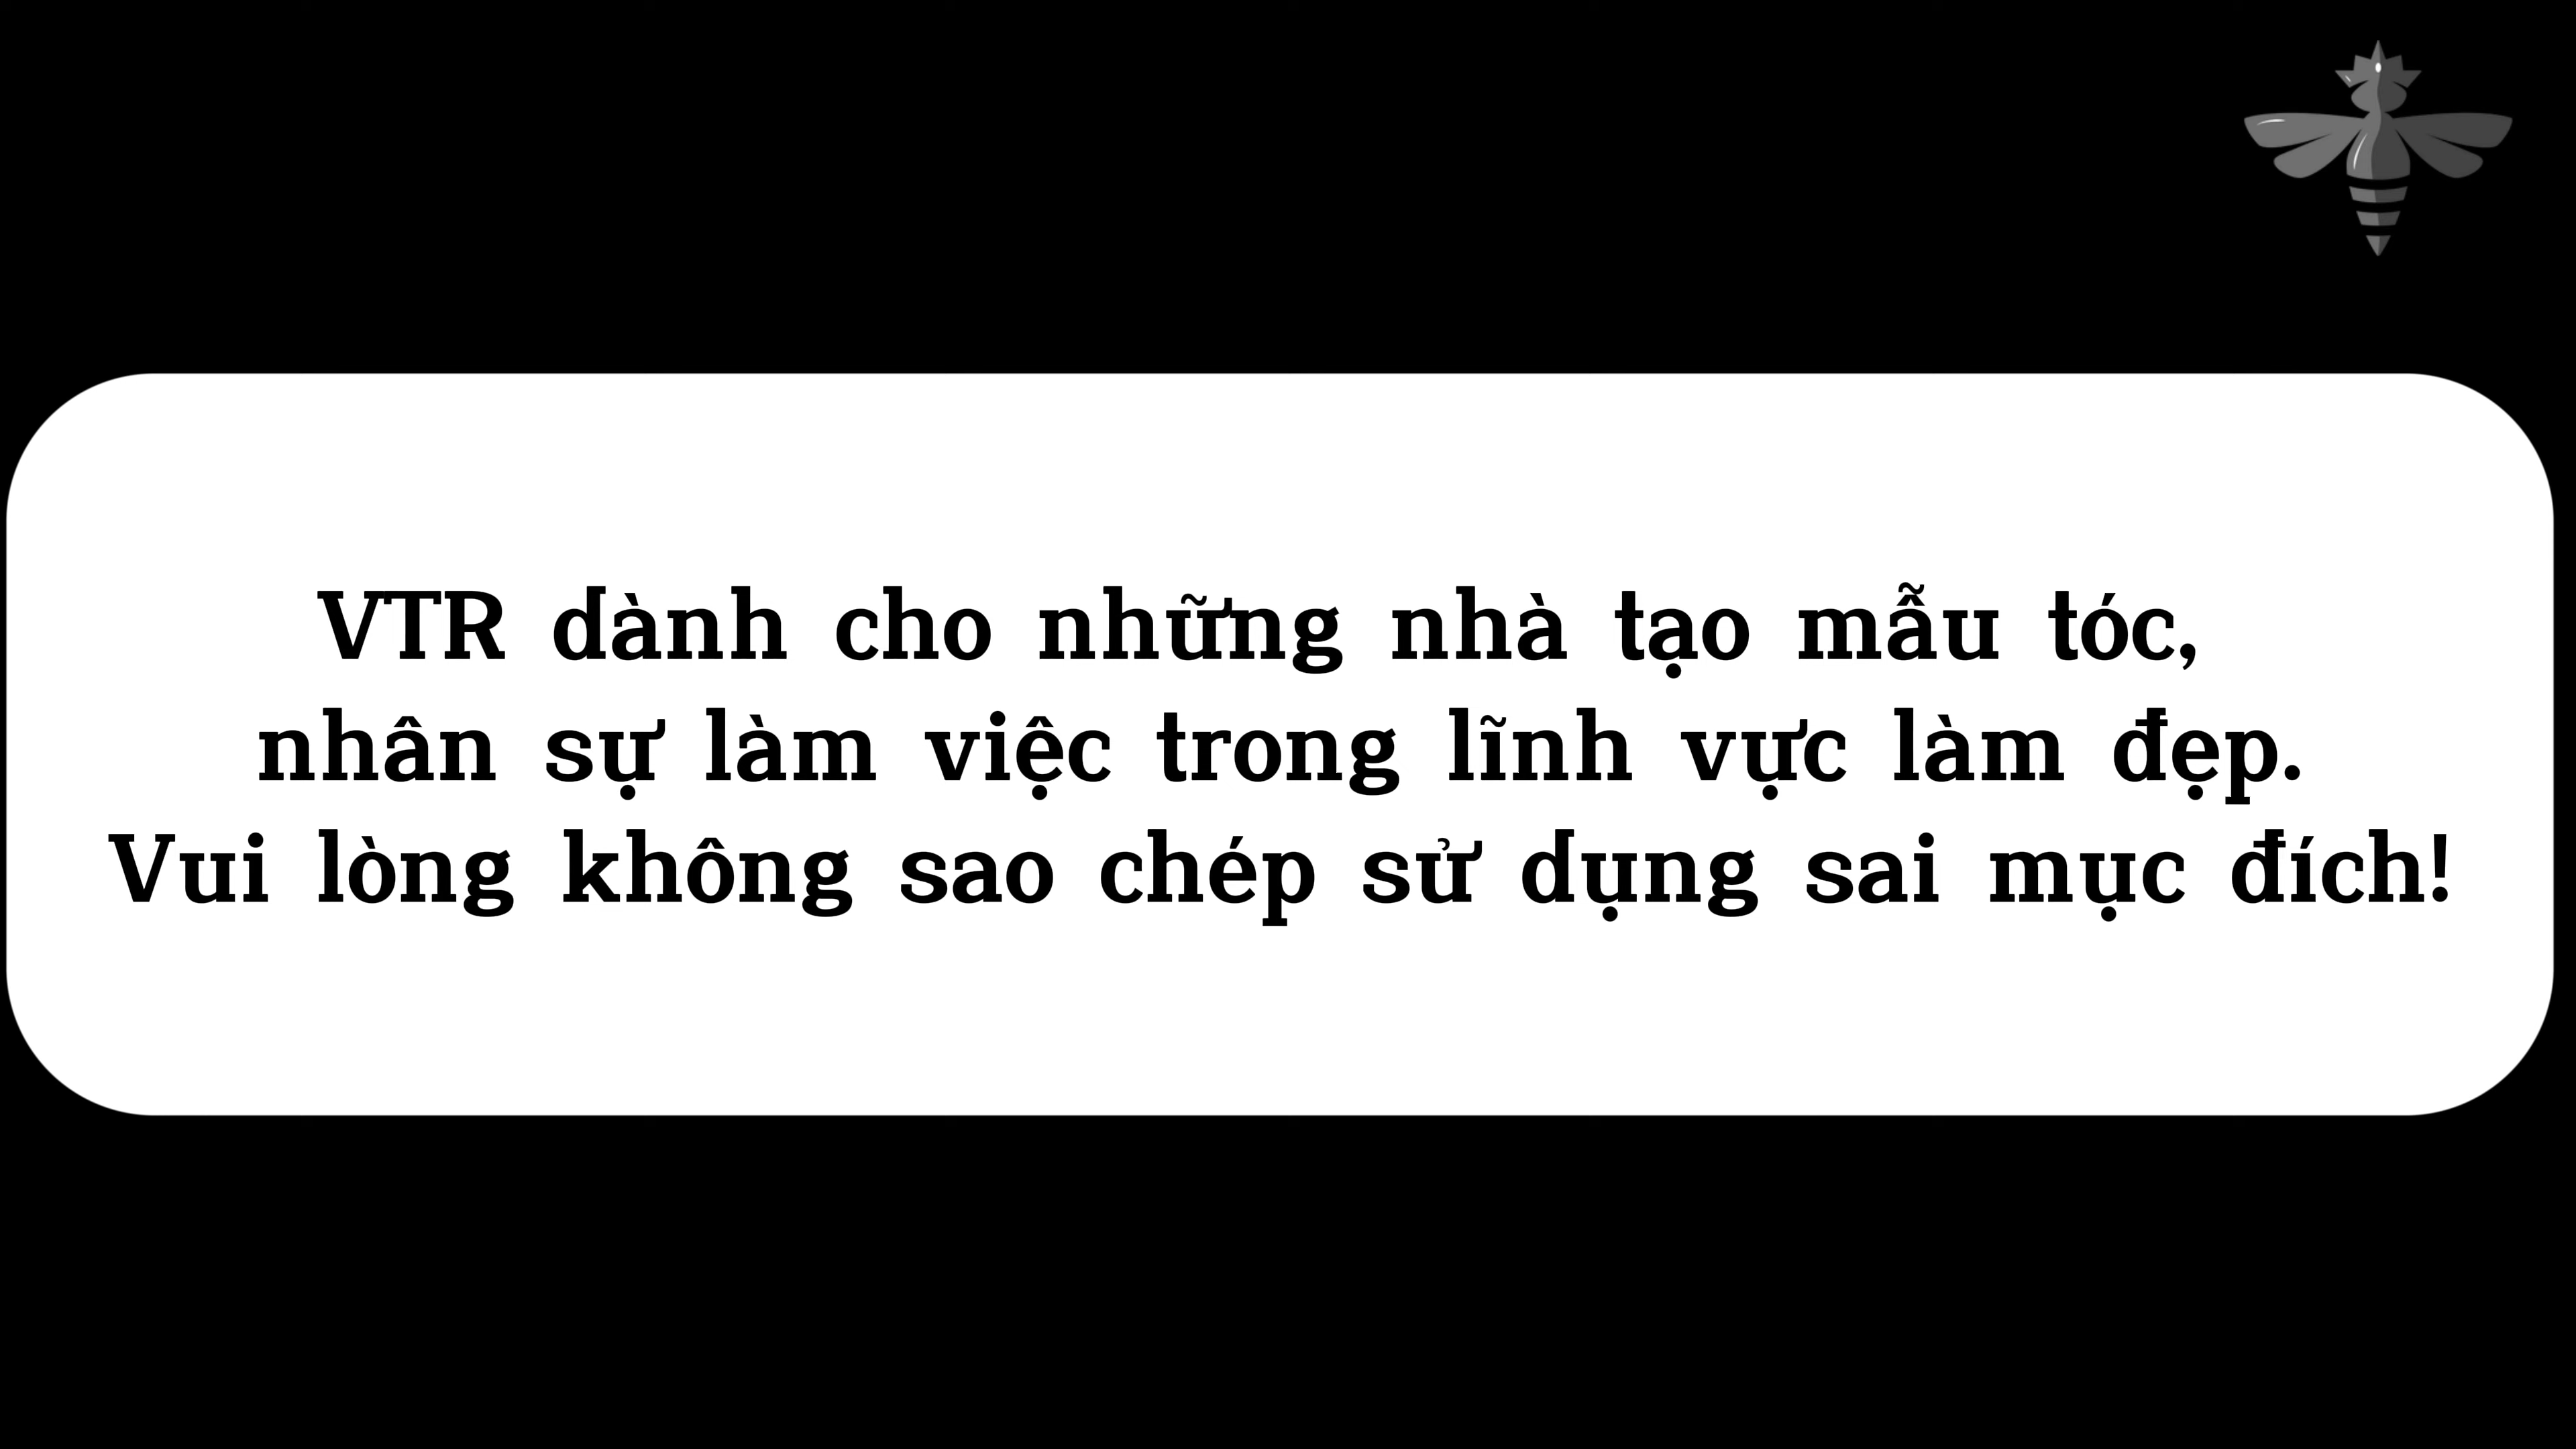 VTR dành cho những nhà tạo mẫu tóc,
nhân sự làm việc trong lĩnh vực làm đẹp.
Vui lòng không sao chép sử dụng sai mục đích!